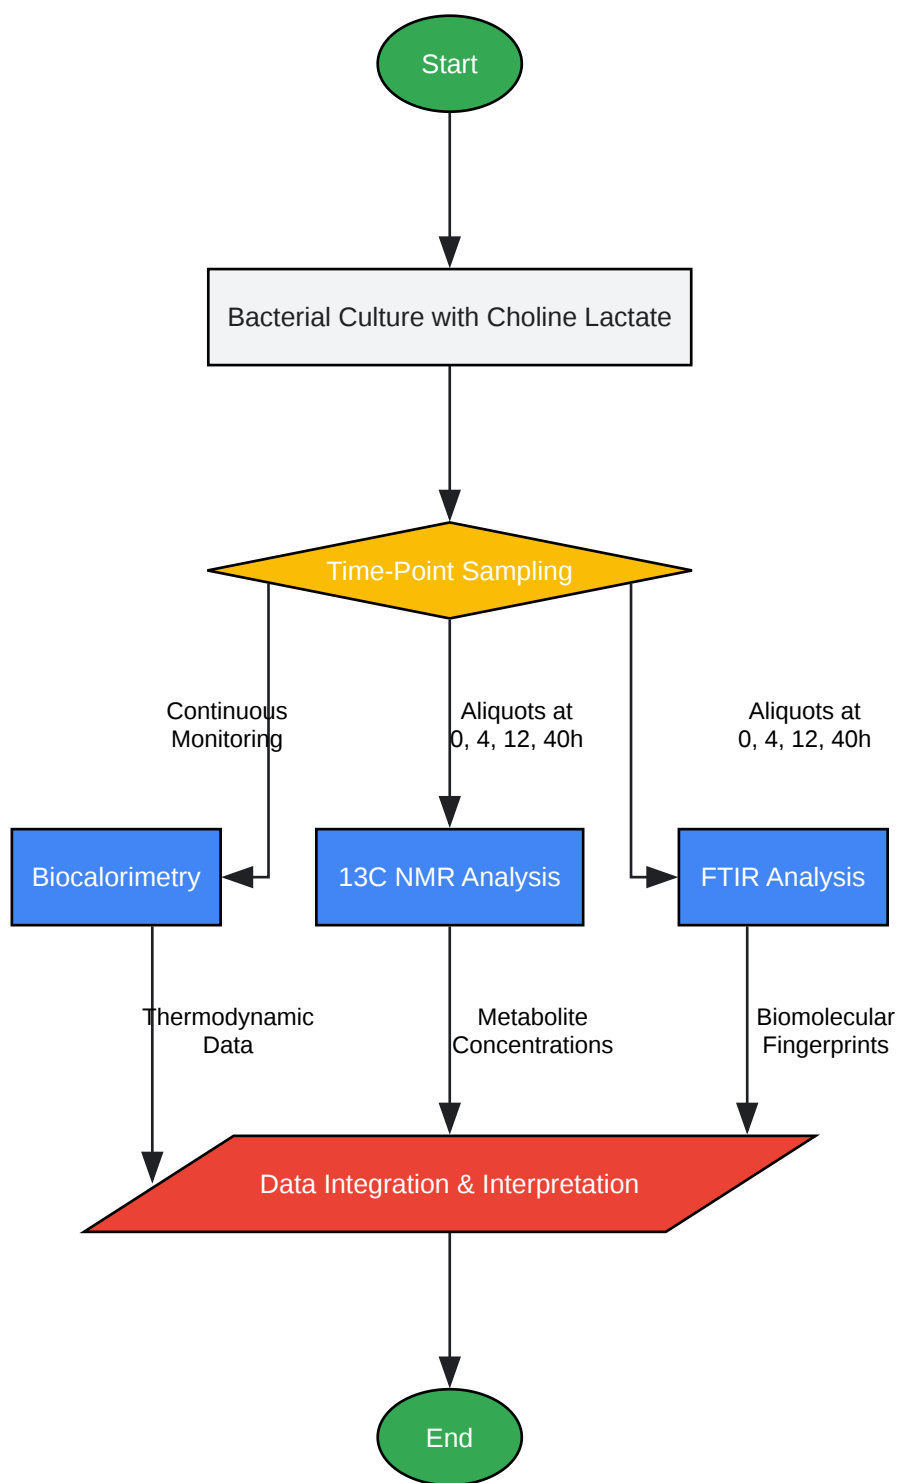 Start
Bacterial Culture with Choline Lactate
Time-Point Sampling
Continuous
Monitoring
Aliquots at
0, 4, 12, 40h
Aliquots at
0, 4, 12, 40h
Biocalorimetry
13C NMR Analysis
FTIR Analysis
Thermodynamic
Data
Metabolite
Concentrations
Biomolecular
Fingerprints
Data Integration & Interpretation
End